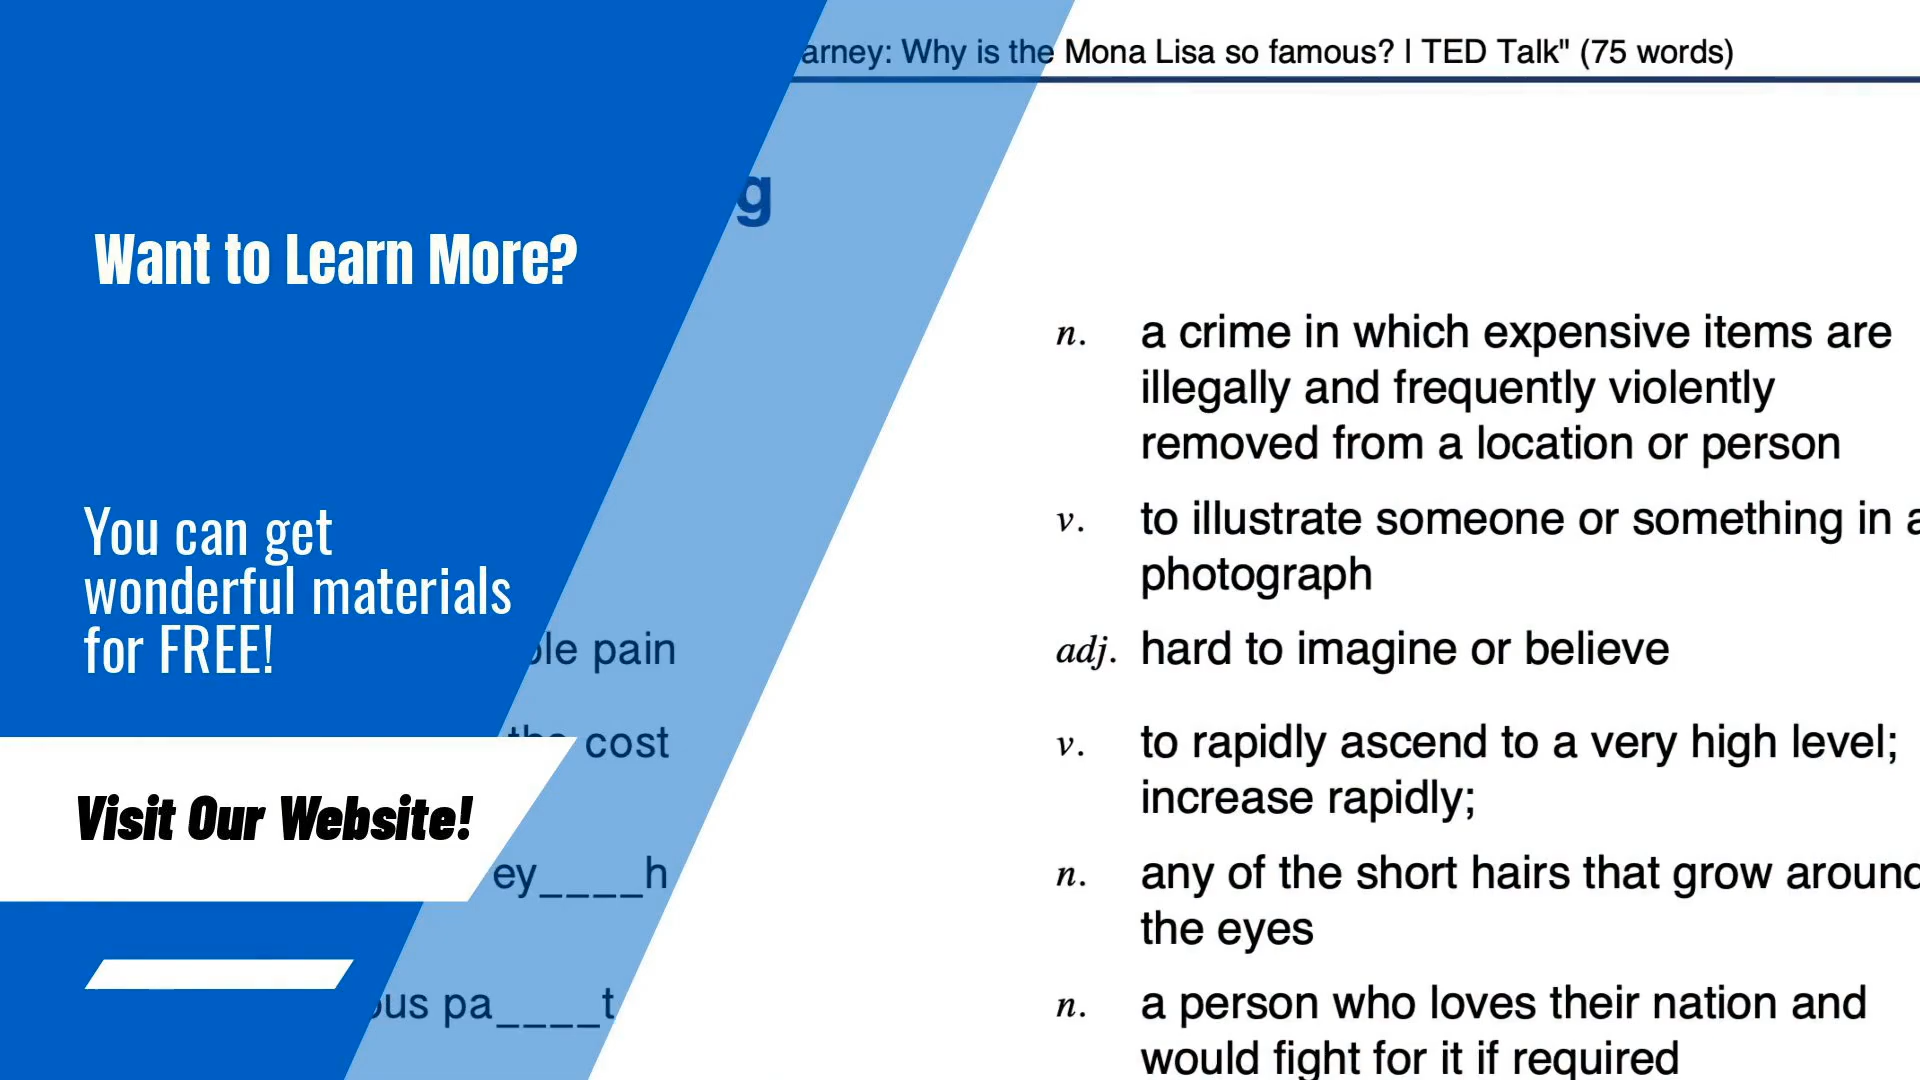 arney: Why is the Mona Lisa so famous? | TED Talk" (75 words)
g
Want to Learn More?
You can get
wonderful materials
for FREE!
Visit Our Website!
n. a crime in which expensive items are
illegally and frequently violently
removed from a location or person
v. to illustrate someone or something in a
photograph
ble pain adj. hard to imagine or believe
the cost v. to rapidly ascend to a very high level;
increase rapidly;
ey____h n. any of the short hairs that grow around
the eyes
ous pa____t n. a person who loves their nation and
would fight for it if required